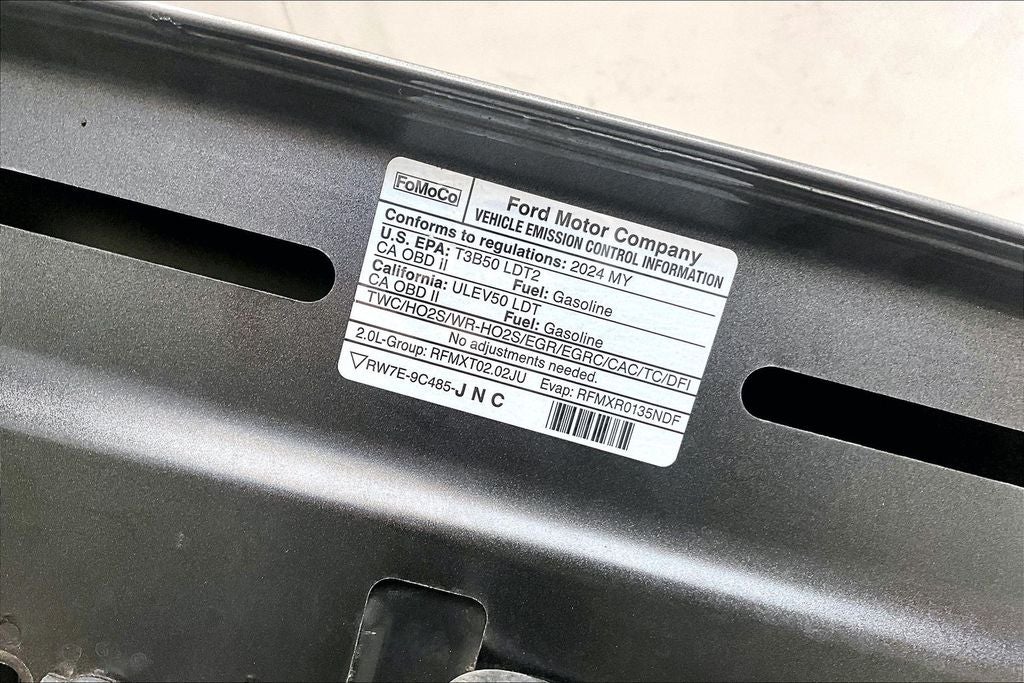 FoMoCo
Ford Motor Company
VEHICLE EMISSION CONTROL INFORMATION
Conforms to regulations: 2024 MY
U.S. EPA: T3B50 LDT2
CA OBD II Fuel: Gasoline
California: ULEV50 LDT
CA OBD II Fuel: Gasoline
TWC/HO2S/WR-HO2S/EGR/EGRC/CAC/TC/DFI
No adjustments needed.
2.0L-Group: RFMXT02.02JU Evap: RFMXR0135NDF
RW7E-9C485-J N C